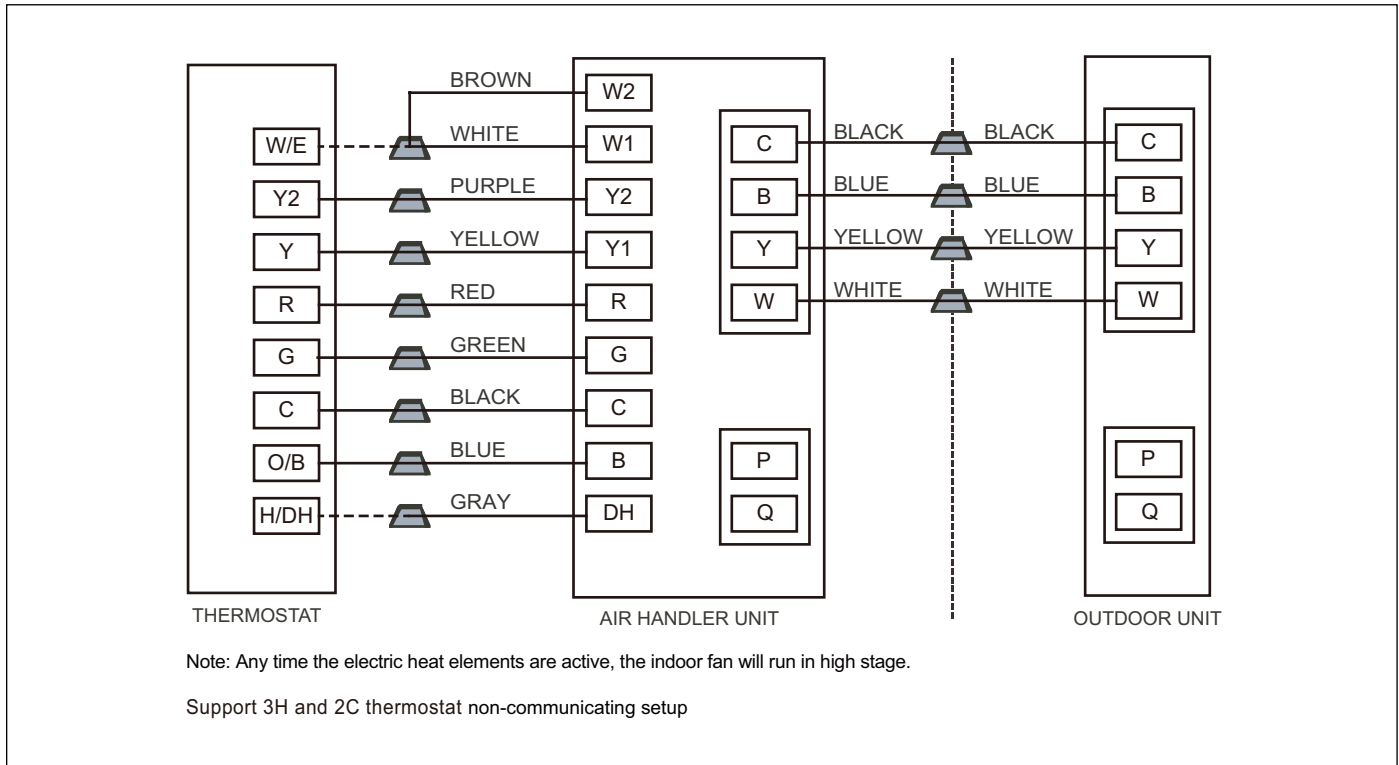 BROWN
W2
W/E WHITE W1
Y2 PURPLE Y2
Y YELLOW Y1
R RED R
G GREEN G
C BLACK C
O/B BLUE B
H/DH GRAY DH
C BLACK BLACK C
B BLUE BLUE B
Y YELLOW YELLOW Y
W WHITE WHITE W
P P
Q Q
THERMOSTAT AIR HANDLER UNIT OUTDOOR UNIT
Note: Any time the electric heat elements are active, the indoor fan will run in high stage.
Support 3H and 2C thermostat non-communicating setup